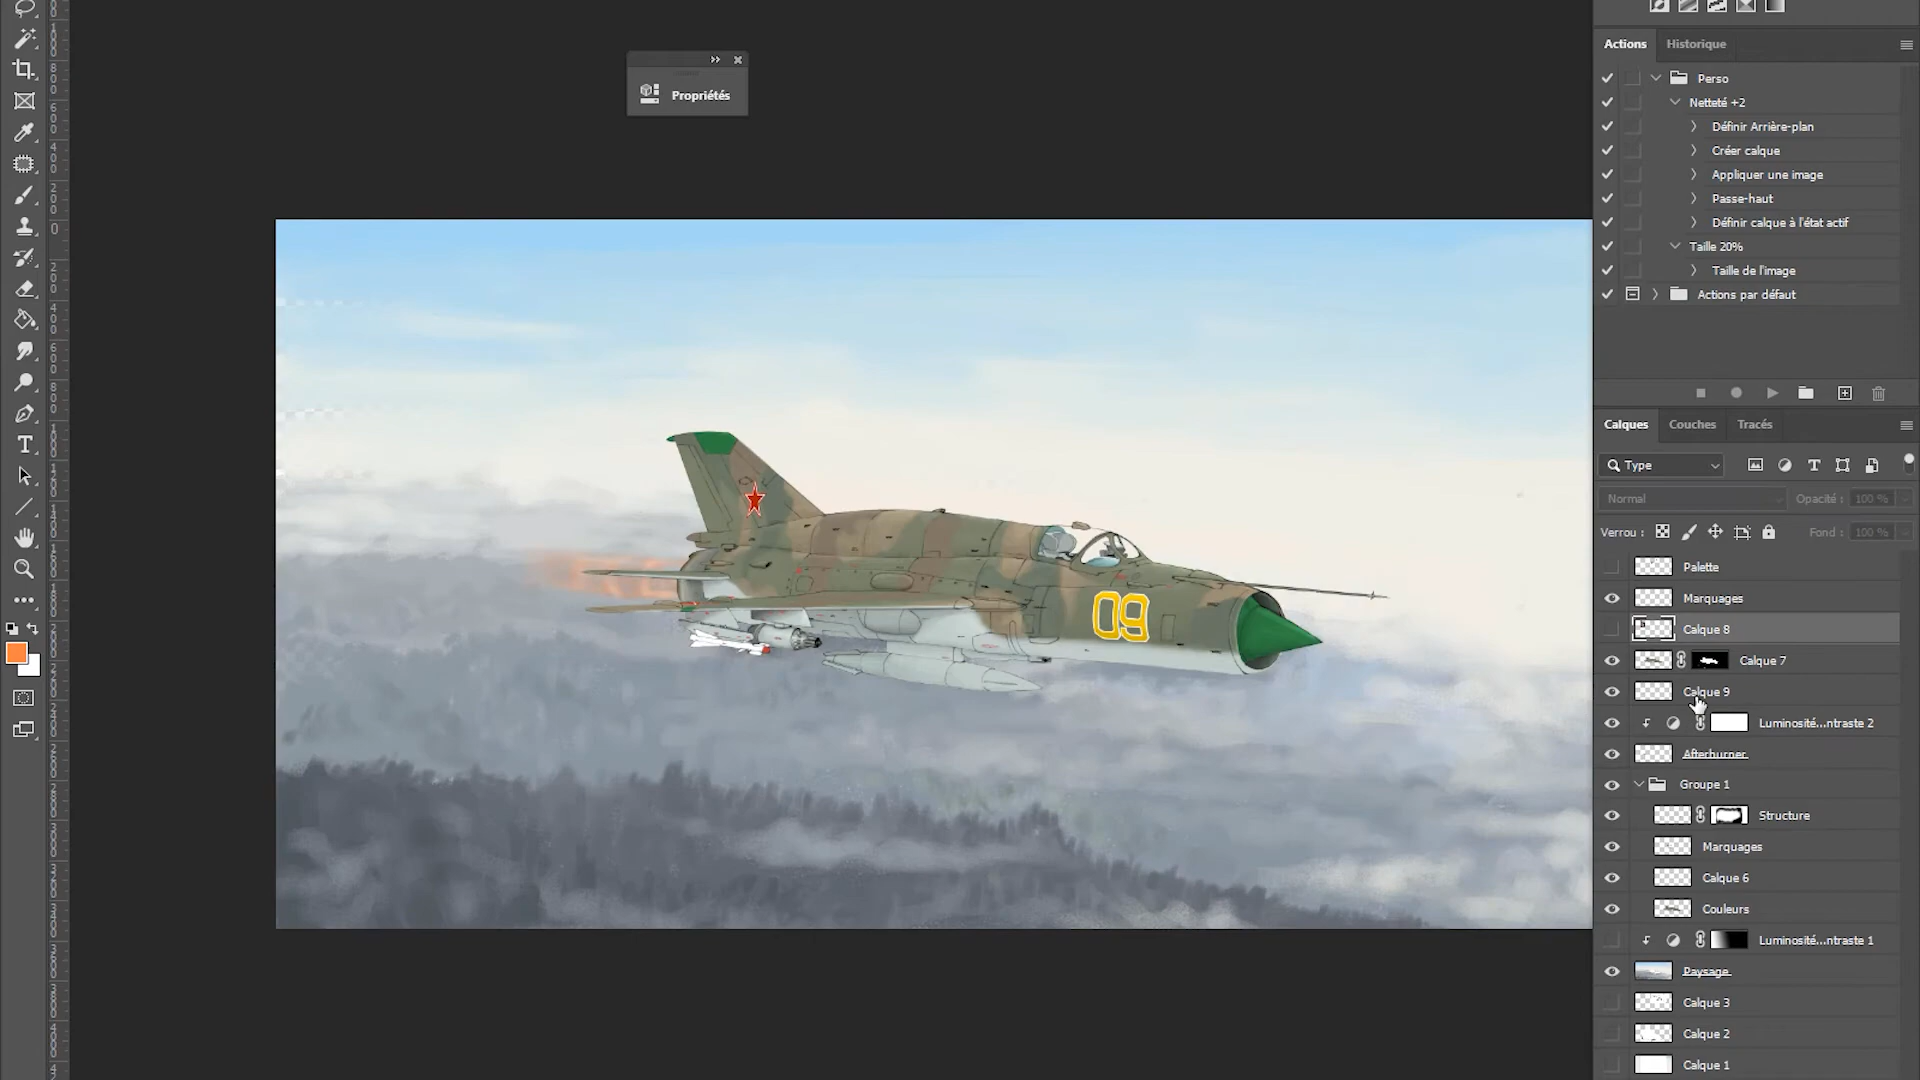 Actions Historique
Perso
Netteté +2
Définir Arrière-plan
Créer calque
Appliquer une image
Passe-haut
Définir calque à l'état actif
Taille 20%
Taille de l'image
Actions par défaut
Propriétés
09
Calques Couches Tracés
Type
Normal Opacité : 100 %
Verrou : Fond : 100 %
Palette
Marquages
Calque 8
Calque 7
Calque 9
Luminosité...ntraste 2
Afterburner
Groupe 1
Structure
Marquages
Calque 6
Couleurs
Luminosité...ntraste 1
Paysage
Calque 3
Calque 2
Calque 1